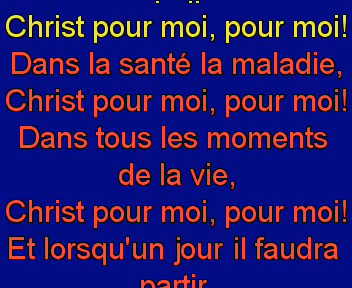 Christ pour moi, pour moi!
Dans la santé la maladie,
Christ pour moi, pour moi!
Dans tous les moments
de la vie,
Christ pour moi, pour moi!
Et lorsqu'un jour il faudra
partir